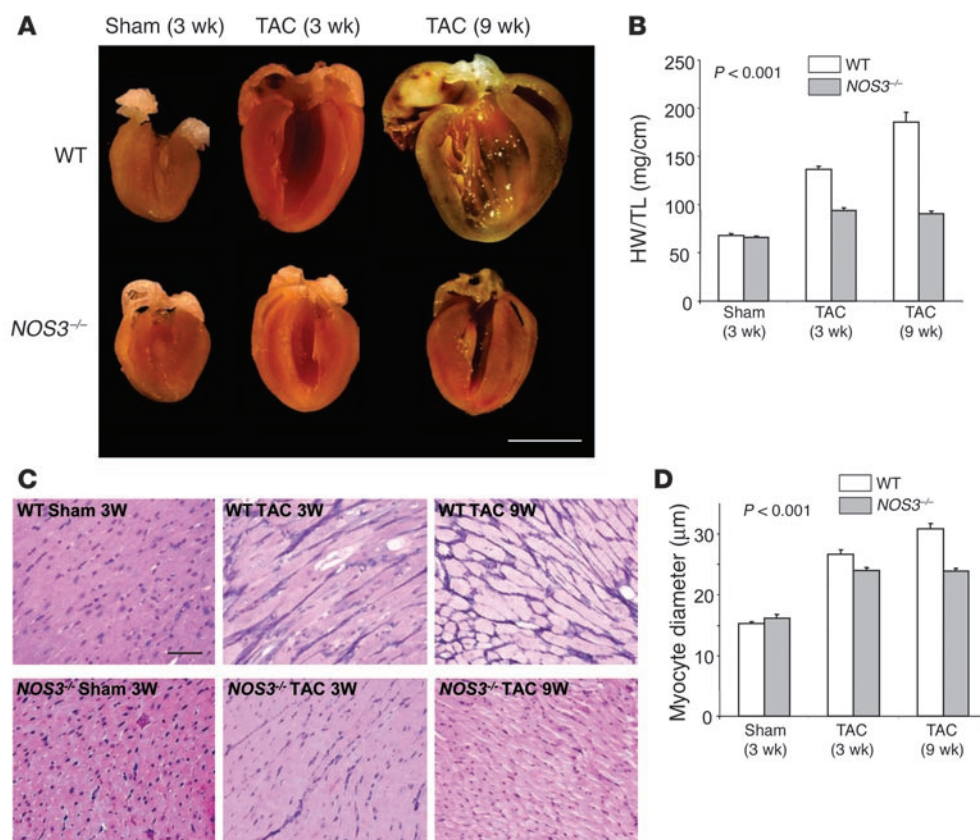 A
Sham (3 wk) TAC (3 wk) TAC (9 wk)
WT
NOS3–/–
B
P < 0.001
WT
NOS3–/–
HW/TL (mg/cm)
250
200
150
100
50
0
Sham (3 wk)
TAC (3 wk)
TAC (9 wk)
C
WT Sham 3W
WT TAC 3W
WT TAC 9W
NOS3-/- Sham 3W
NOS3-/- TAC 3W
NOS3-/- TAC 9W
D
WT
NOS3–/–
P < 0.001
Myocyte diameter (μm)
30
20
10
0
Sham (3 wk)
TAC (3 wk)
TAC (9 wk)